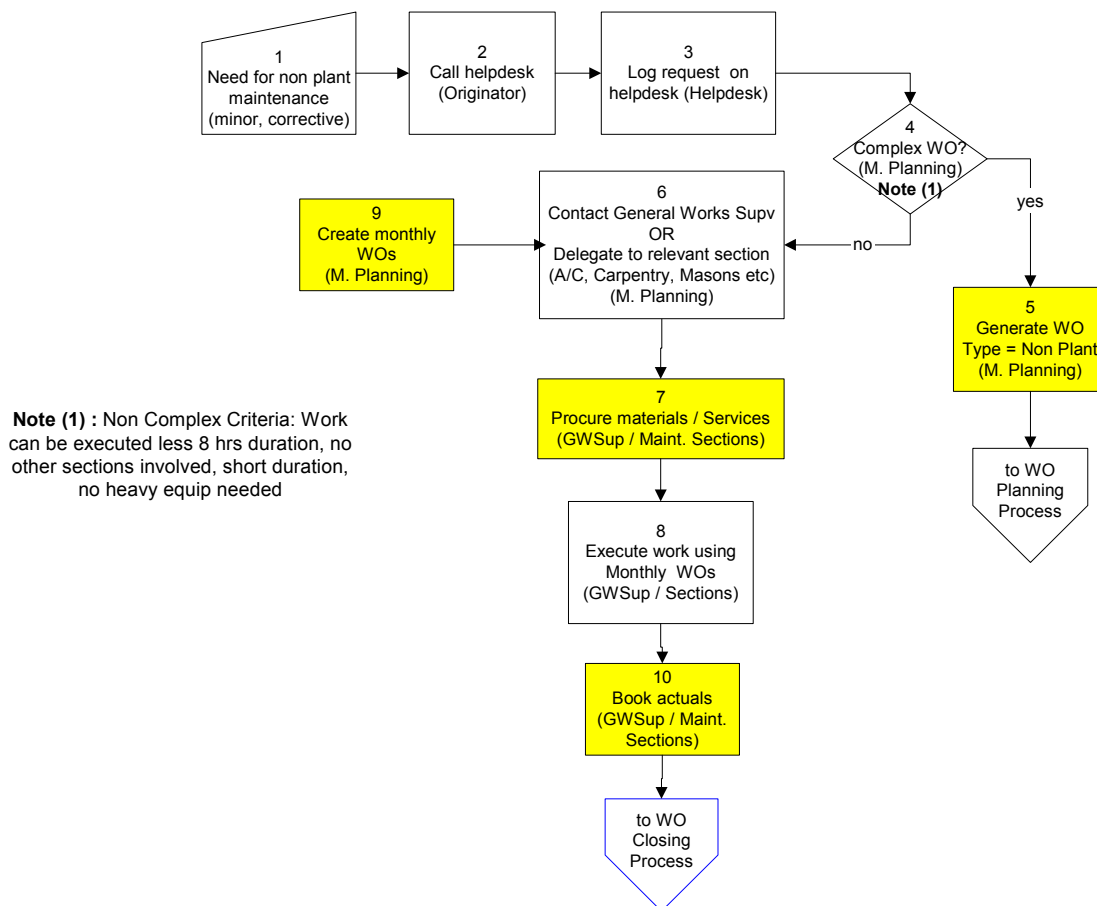 1
Need for non plant
maintenance
(minor, corrective)
2
Call helpdesk
(Originator)
3
Log request on
helpdesk (Helpdesk)
4
Complex WO?
(M. Planning)
Note (1)
yes
no
9
Create monthly
WOs
(M. Planning)
6
Contact General Works Supv
OR
Delegate to relevant section
(A/C, Carpentry, Masons etc)
(M. Planning)
5
Generate WO
Type = Non Plant
(M. Planning)
7
Procure materials / Services
(GWSup / Maint. Sections)
Note (1) : Non Complex Criteria: Work
can be executed less 8 hrs duration, no
other sections involved, short duration,
no heavy equip needed
to WO
Planning
Process
8
Execute work using
Monthly WOs
(GWSup / Sections)
10
Book actuals
(GWSup / Maint.
Sections)
to WO
Closing
Process